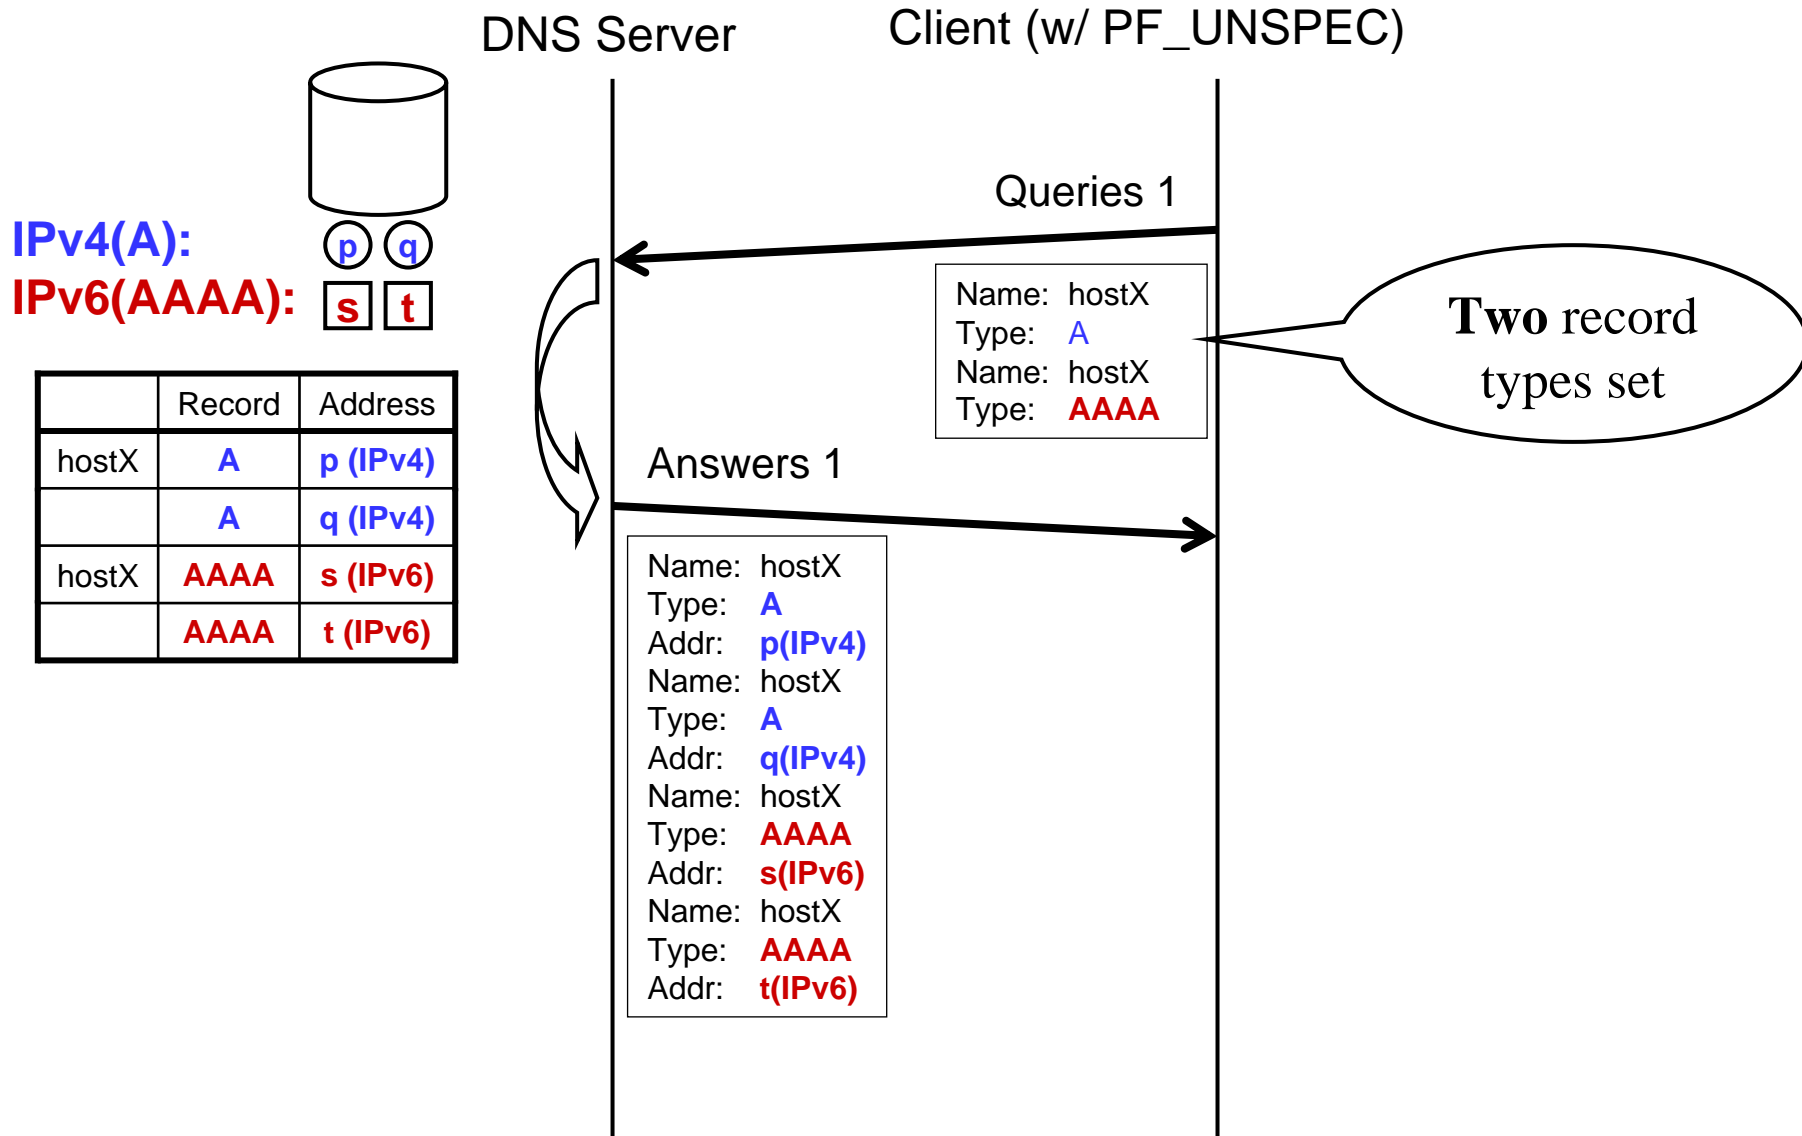 DNS Server
Client (w/ PF_UNSPEC)
Queries 1
IPv4(A): p q
IPv6(AAAA): s t
Name: hostX
Type: A
Name: hostX
Type: AAAA
Two record
types set
Record Address
hostX A p (IPv4)
A q (IPv4)
hostX AAAA s (IPv6)
AAAA t (IPv6)
Answers 1
Name: hostX
Type: A
Addr: p(IPv4)
Name: hostX
Type: A
Addr: q(IPv4)
Name: hostX
Type: AAAA
Addr: s(IPv6)
Name: hostX
Type: AAAA
Addr: t(IPv6)